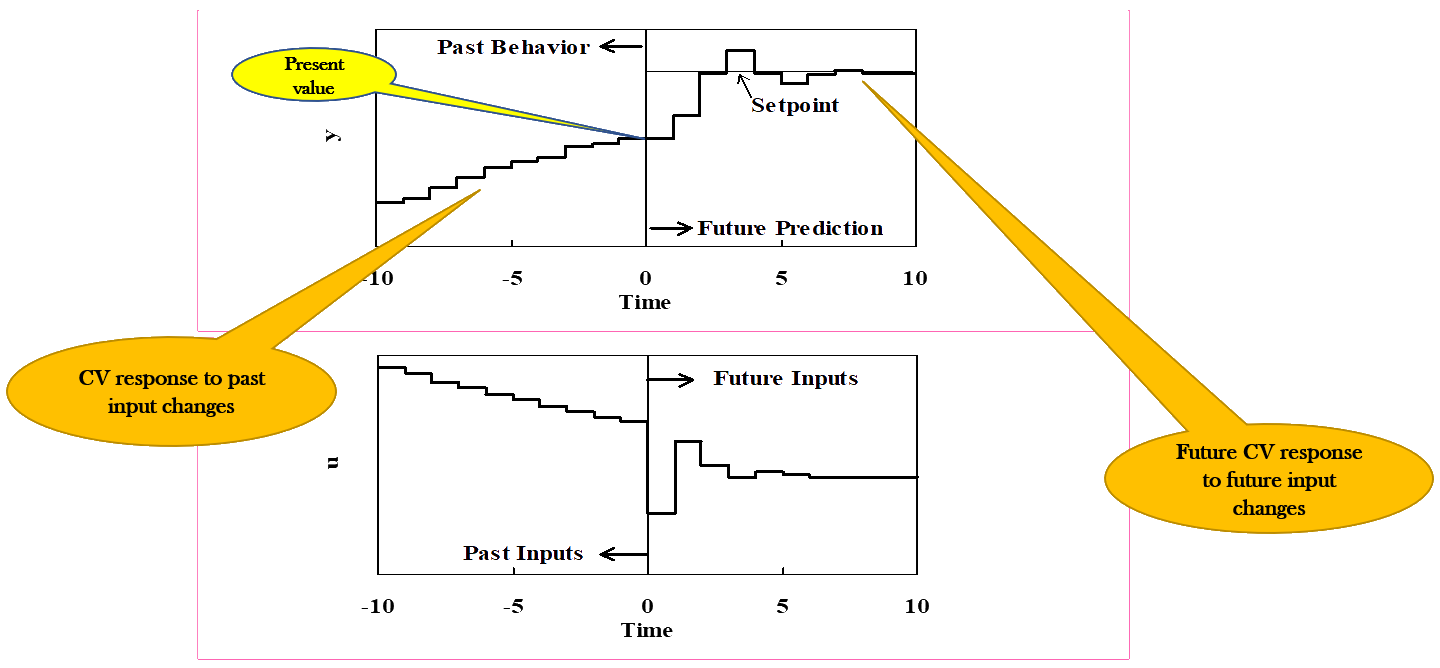 Past Behavior
Present
value
Setpoint
y
Future Prediction
-10 -5 0 5 10
Time
CV response to past
input changes
Future Inputs
u
Future CV response
to future input
changes
Past Inputs
-10 -5 0 5 10
Time